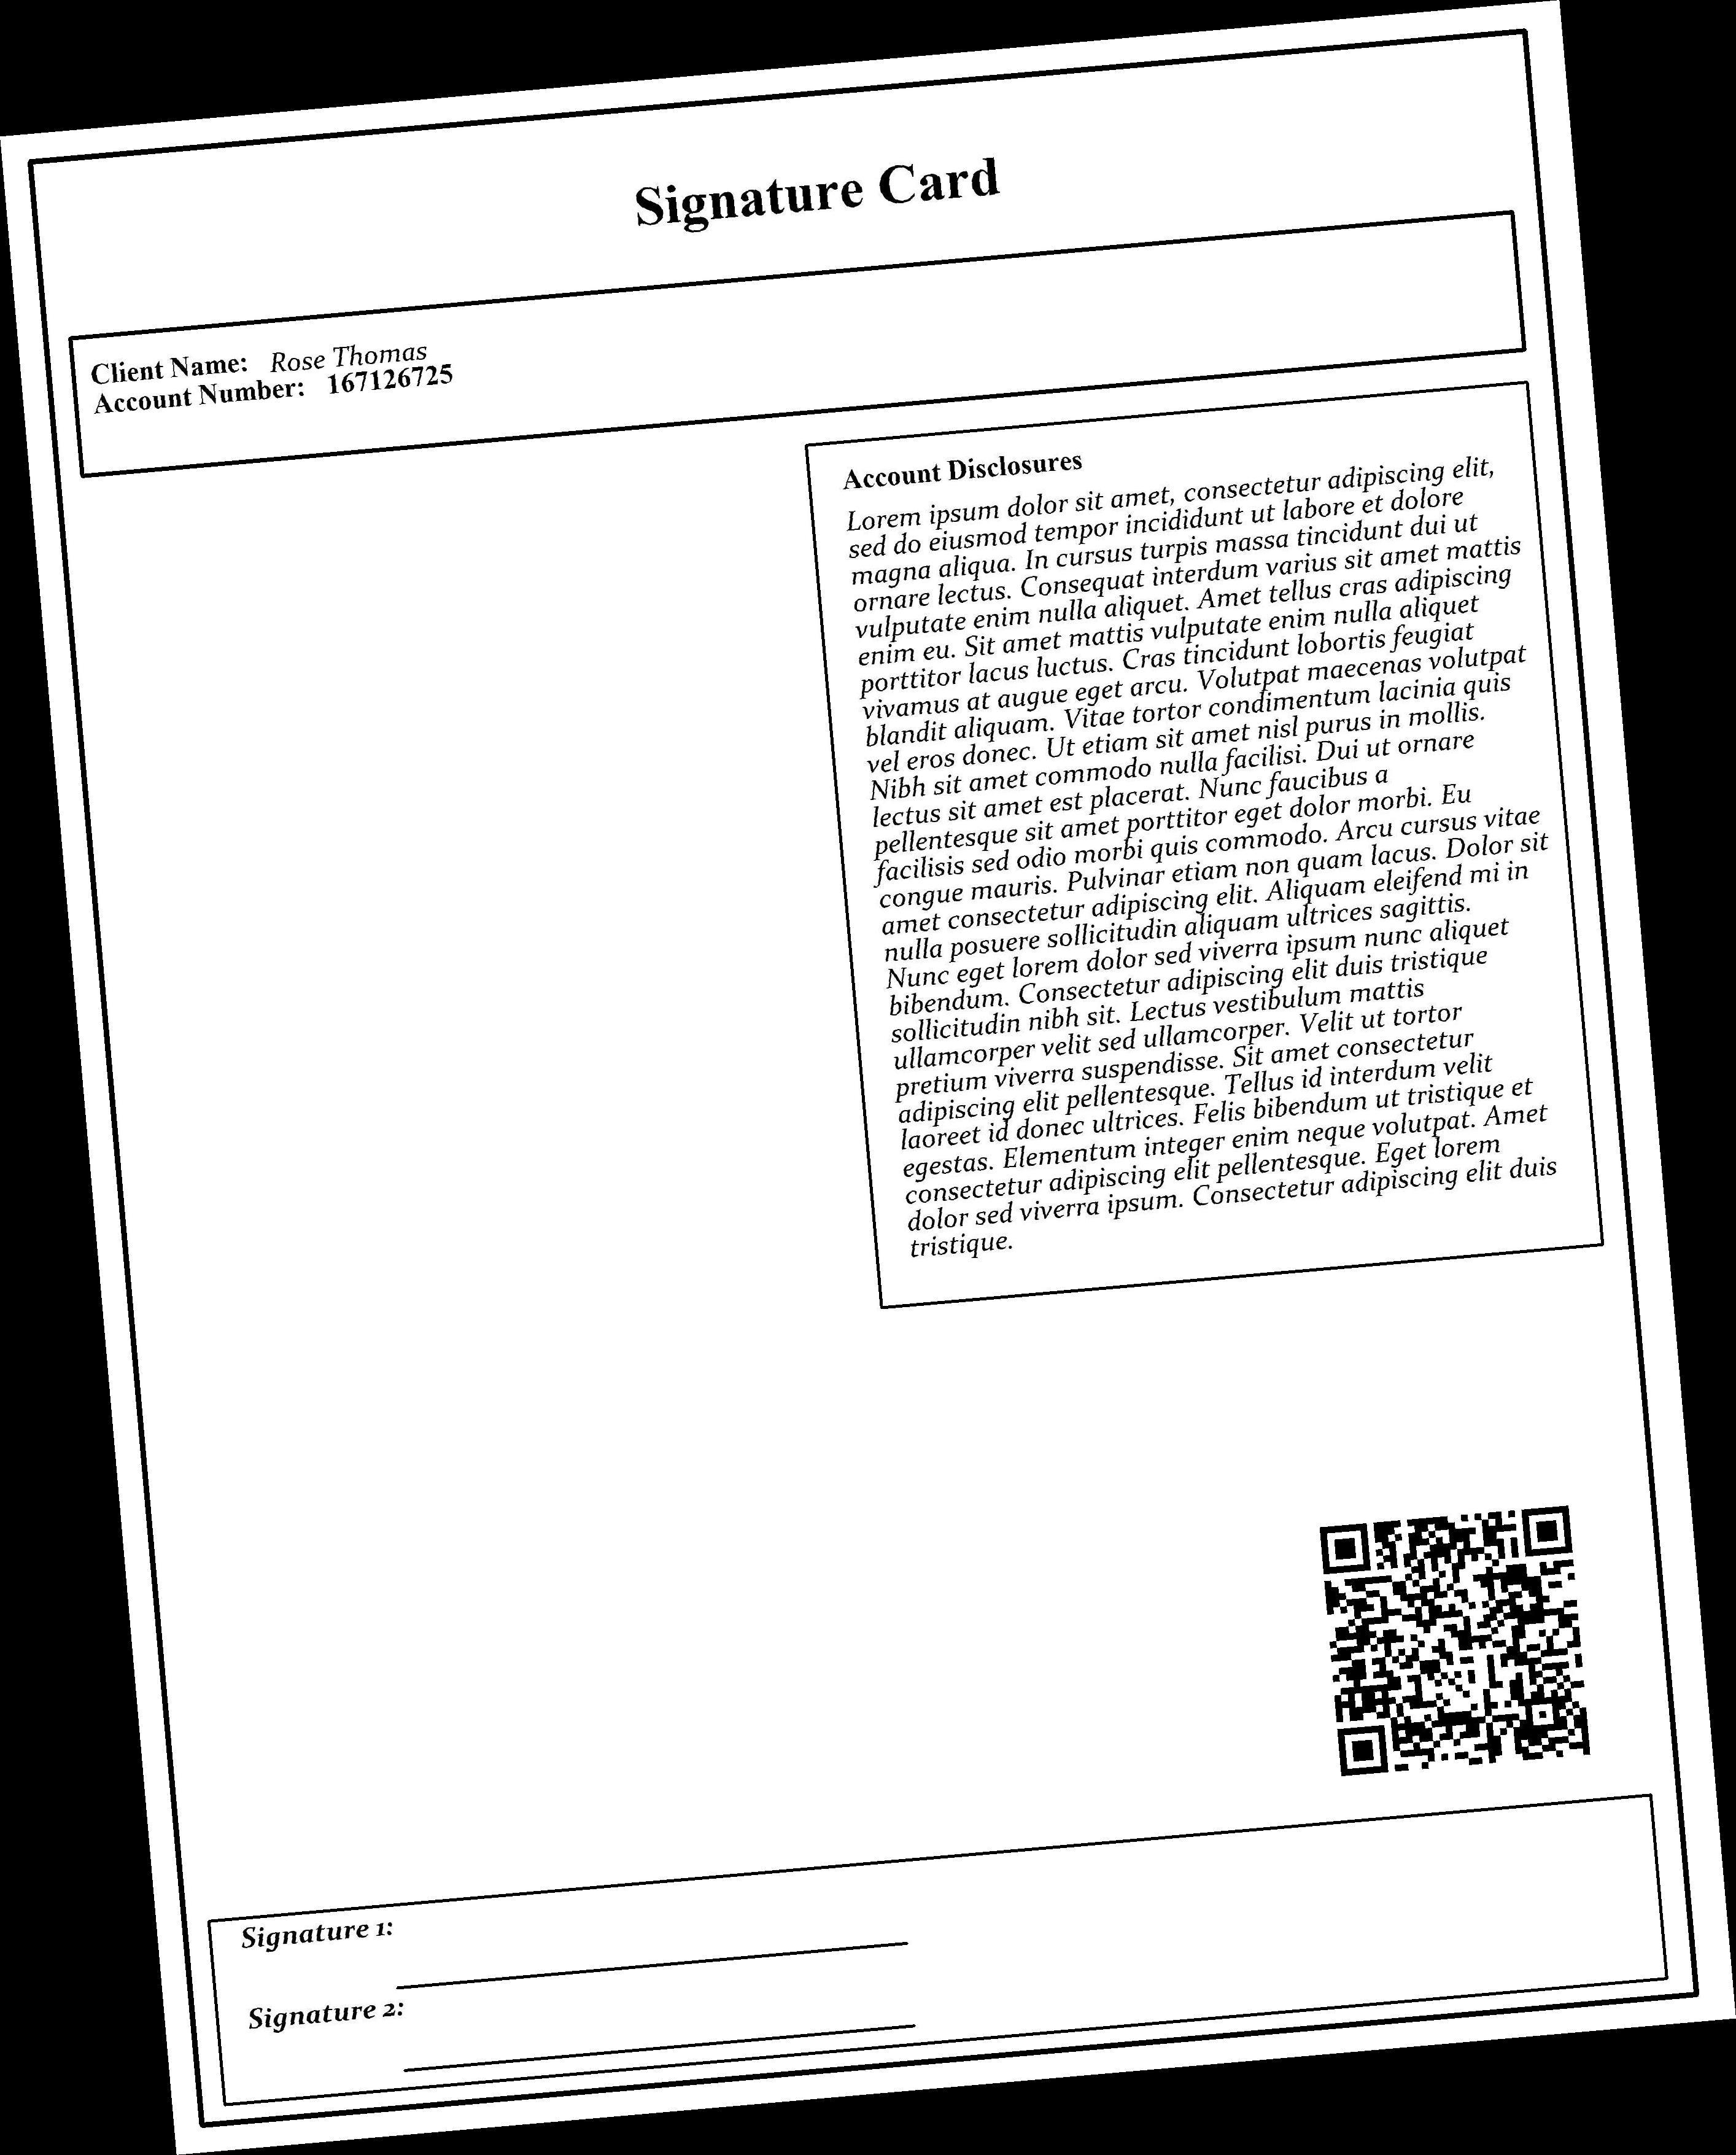 Signature Card
Client Name: Rose Thomas
Account Number: 167126725
Account Disclosures
Lorem ipsum dolor sit amet, consectetur adipiscing elit,
sed do eiusmod tempor incididunt ut labore et dolore
magna aliqua. In cursus turpis massa tincidunt dui ut
ornare lectus. Consequat interdum varius sit amet mattis
vulputate enim nulla aliquet. Amet tellus cras adipiscing
enim eu. Sit amet mattis vulputate enim nulla aliquet
porttitor lacus luctus. Cras tincidunt lobortis feugiat
vivamus at augue eget arcu. Volutpat maecenas volutpat
blandit aliquam. Vitae tortor condimentum lacinia quis
vel eros donec. Ut etiam sit amet nisl purus in mollis.
Nibh sit amet commodo nulla facilisi. Dui ut ornare
lectus sit amet est placerat. Nunc faucibus a
pellentesque sit amet porttitor eget dolor morbi. Eu
facilisis sed odio morbi quis commodo. Arcu cursus vitae
congue mauris. Pulvinar etiam non quam lacus. Dolor sit
amet consectetur adipiscing elit. Aliquam eleifend mi in
nulla posuere sollicitudin aliquam ultrices sagittis.
Nunc eget lorem dolor sed viverra ipsum nunc aliquet
bibendum. Consectetur adipiscing elit duis tristique
sollicitudin nibh sit. Lectus vestibulum mattis
ullamcorper velit sed ullamcorper. Velit ut tortor
pretium viverra suspendisse. Sit amet consectetur
adipiscing elit pellentesque. Tellus id interdum velit
laoreet id donec ultrices. Felis bibendum ut tristique et
egestas. Elementum integer enim neque volutpat. Amet
consectetur adipiscing elit pellentesque. Eget lorem
dolor sed viverra ipsum. Consectetur adipiscing elit duis
tristique.
Signature 1:
Signature 2: